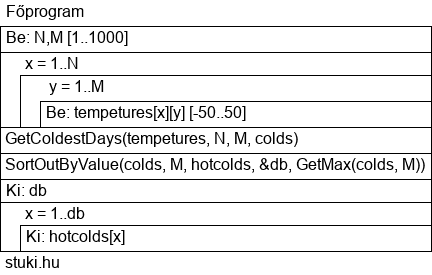 Főprogram
Be: N,M [1..1000]
x = 1..N
y = 1..M
Be: tempetures[x][y] [-50..50]
GetColdestDays(tempetures, N, M, colds)
SortOutByValue(colds, M, hotcolds, &db, GetMax(colds, M))
Ki: db
x = 1..db
Ki: hotcolds[x]
stuki.hu